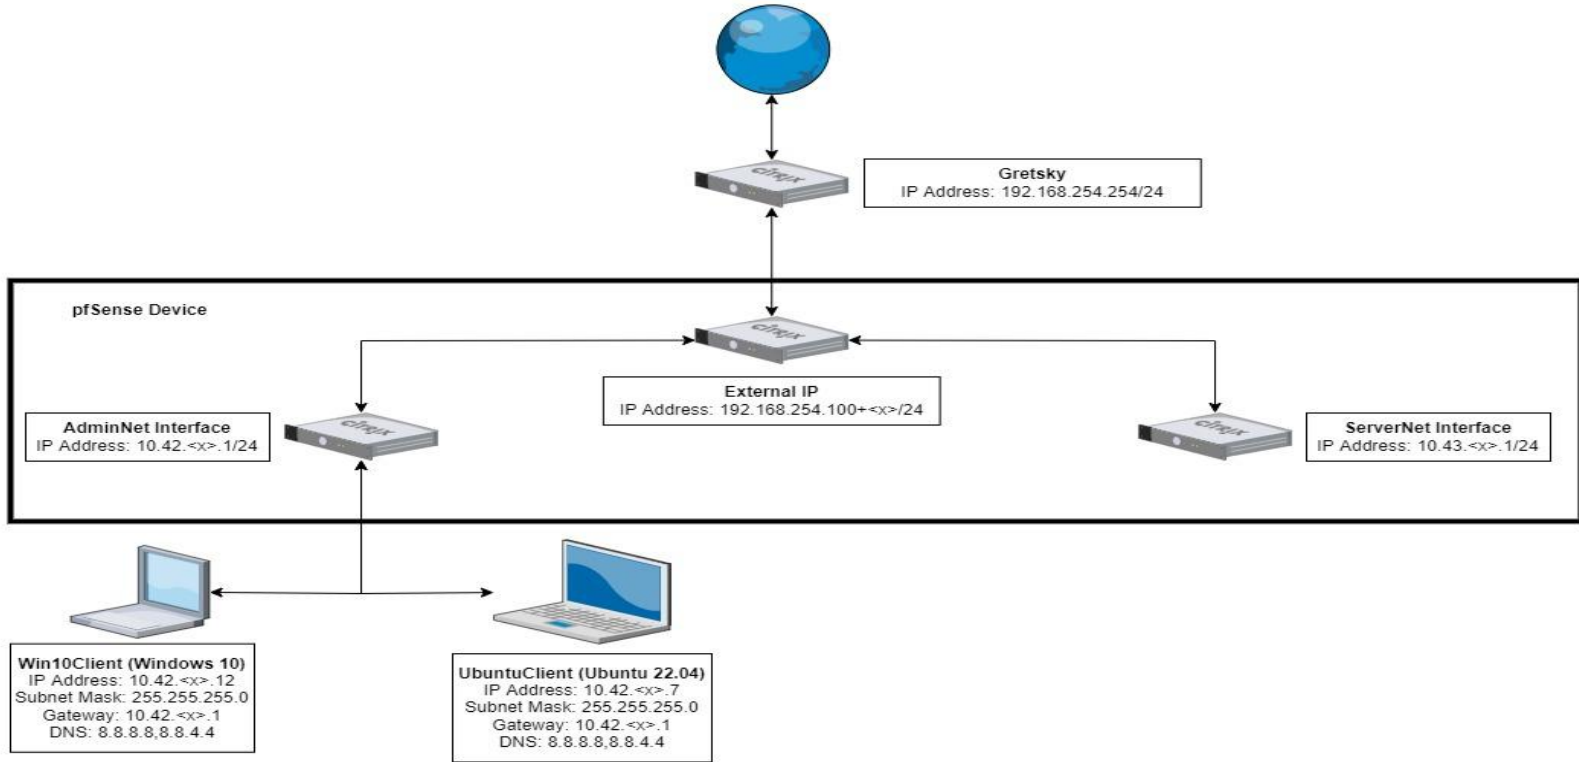 citrix
Gretsky
IP Address: 192.168.254.254/24
pfSense Device
citrix
External IP
IP Address: 192.168.254.100+<x>/24
AdminNet Interface
IP Address: 10.42.<x>.1/24
citrix
citrix
ServerNet Interface
IP Address: 10.43.<x>.1/24
Win10Client (Windows 10)
IP Address: 10.42.<x>.12
Subnet Mask: 255.255.255.0
Gateway: 10.42.<x>.1
DNS: 8.8.8.8,8.8.4.4
UbuntuClient (Ubuntu 22.04)
IP Address: 10.42.<x>.7
Subnet Mask: 255.255.255.0
Gateway: 10.42.<x>.1
DNS: 8.8.8.8,8.8.4.4